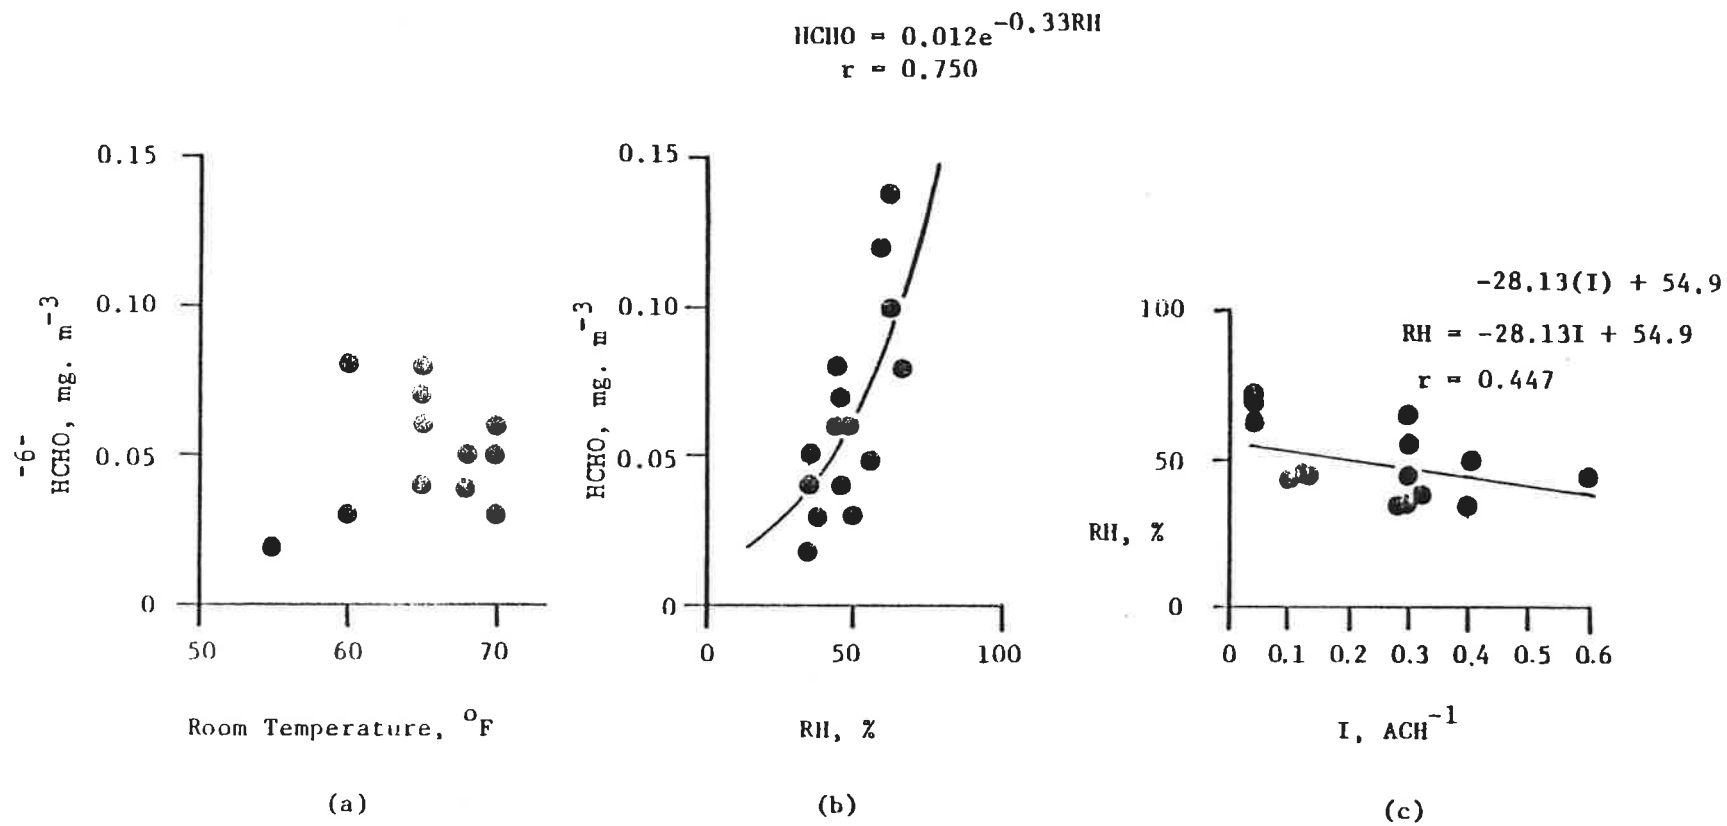 HCHO = 0.012e^-0.33RH
r = 0.750
-6-
HCHO, mg. m^-3
0.15
0.10
0.05
0
50 60 70
Room Temperature, °F
(a)
HCHO, mg. m^-3
0.15
0.10
0.05
0
0 50 100
RH, %
(b)
-28.13(I) + 54.9
RH = -28.13I + 54.9
r = 0.447
100
50
RH, %
0
0 0.1 0.2 0.3 0.4 0.5 0.6
I, ACH^-1
(c)